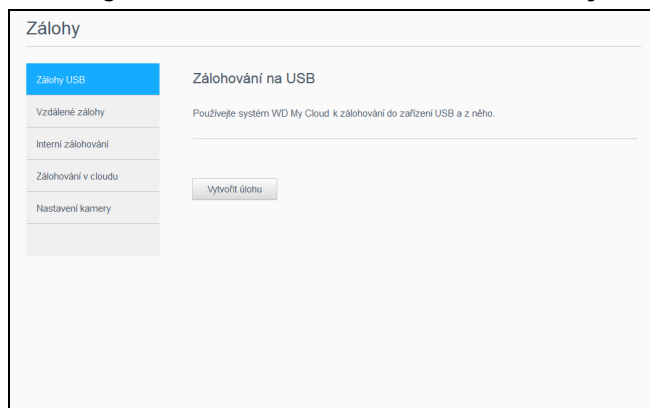 Zálohy
Zálohy USB
Vzdálené zálohy
Interní zálohování
Zálohování v cloudu
Nastavení kamery
Zálohování na USB
Používejte systém WD My Cloud k zálohování do zařízení USB a z něho.
Vytvořit úlohu